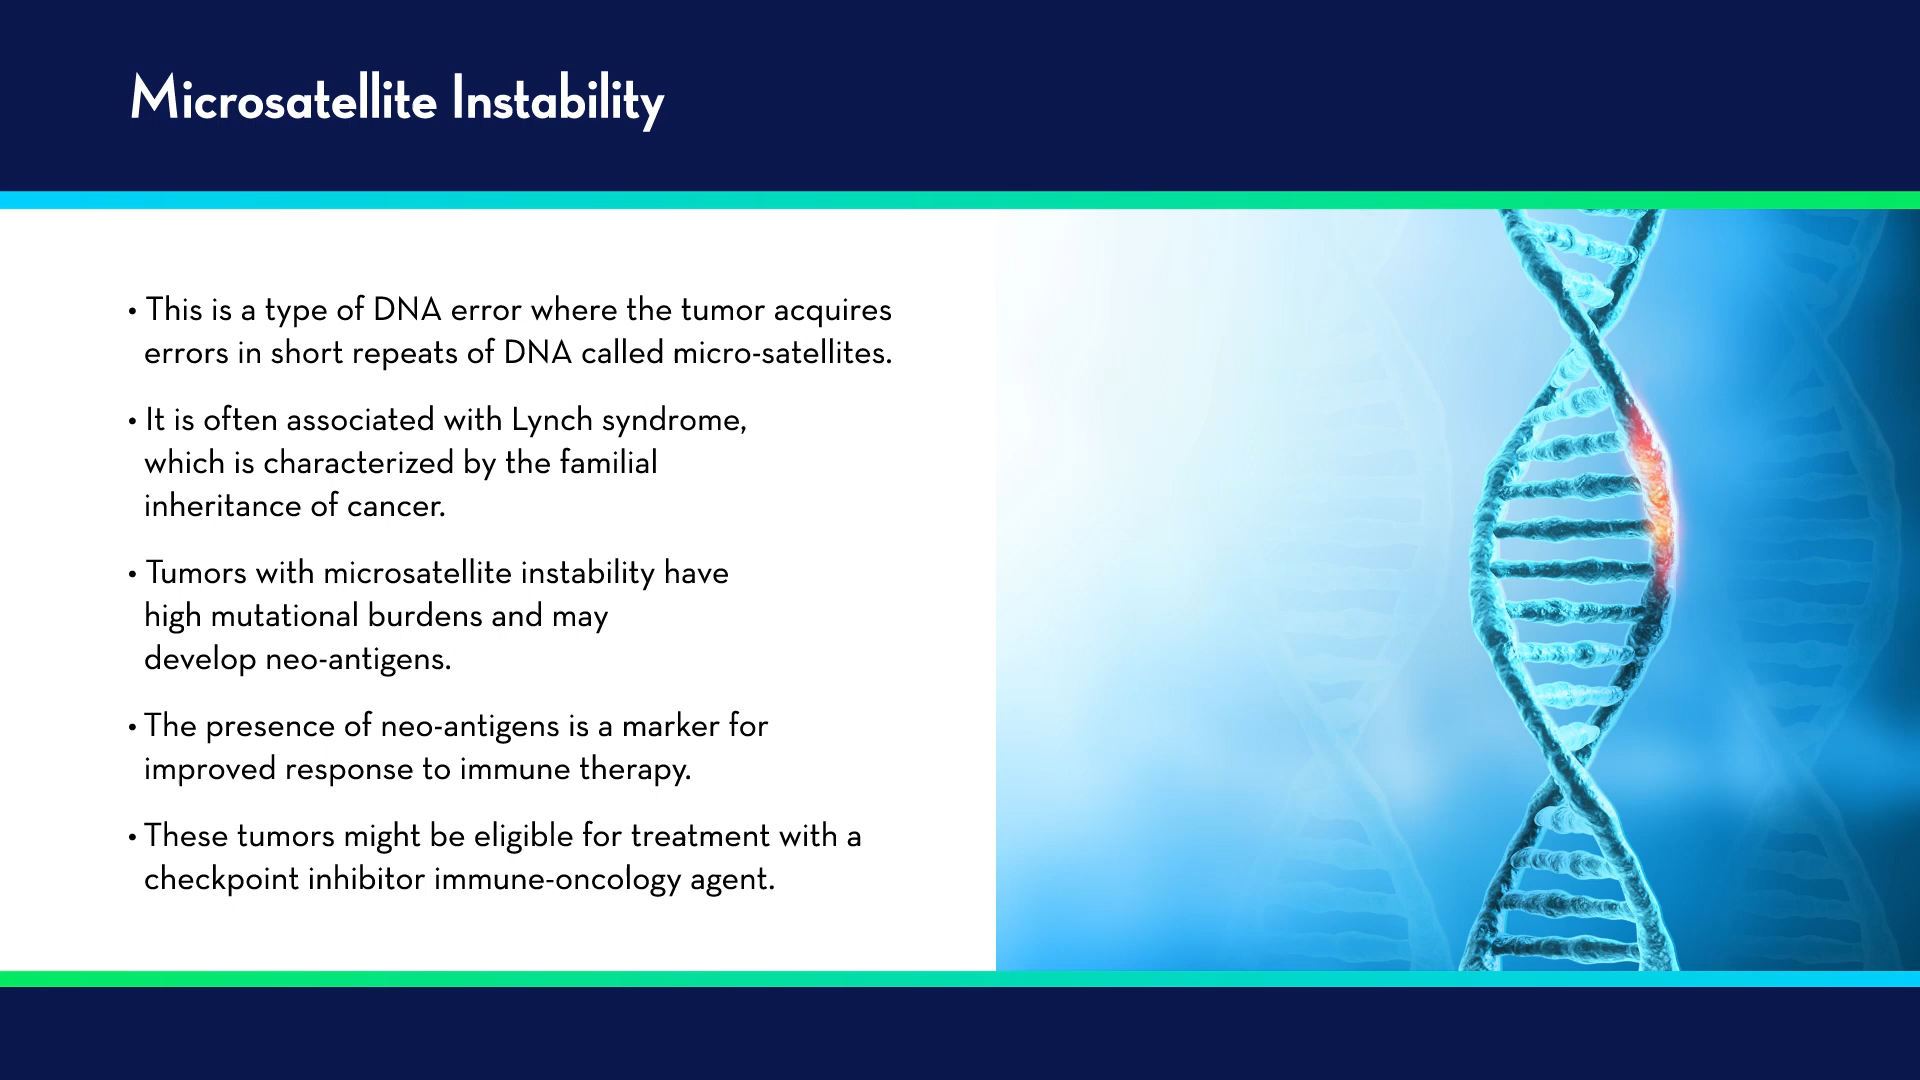 Microsatellite Instability
• This is a type of DNA error where the tumor acquires
errors in short repeats of DNA called micro-satellites.
• It is often associated with Lynch syndrome,
which is characterized by the familial
inheritance of cancer.
• Tumors with microsatellite instability have
high mutational burdens and may
develop neo-antigens.
• The presence of neo-antigens is a marker for
improved response to immune therapy.
• These tumors might be eligible for treatment with a
checkpoint inhibitor immune-oncology agent.